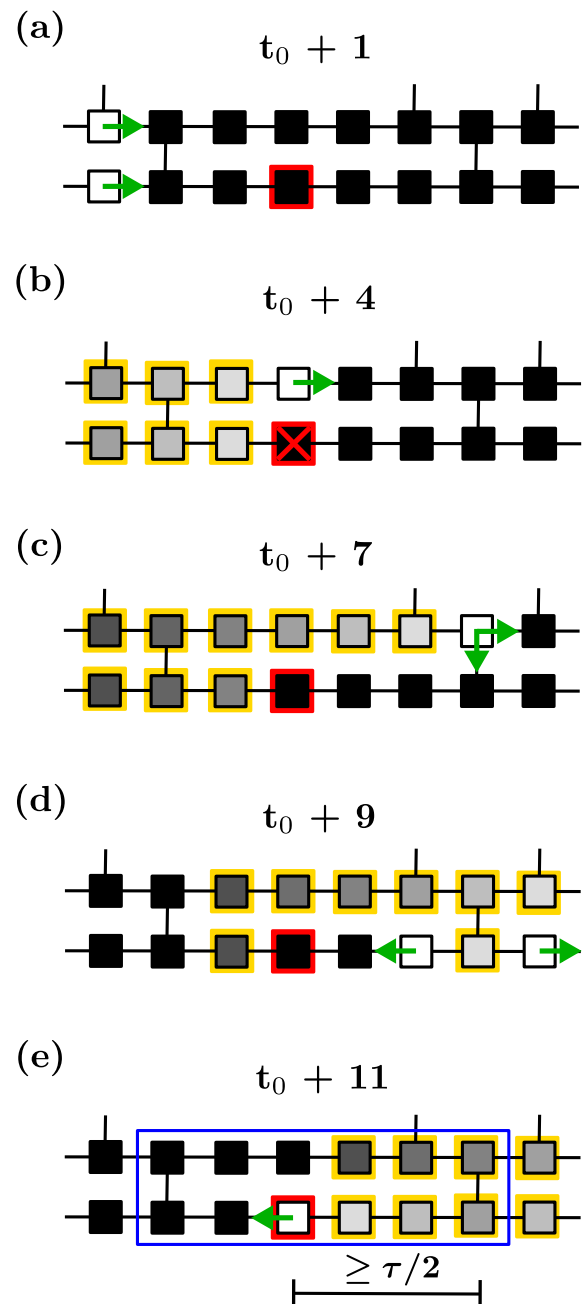 (a)
t₀ + 1
(b)
t₀ + 4
(c)
t₀ + 7
(d)
t₀ + 9
(e)
t₀ + 11
≥ τ/2